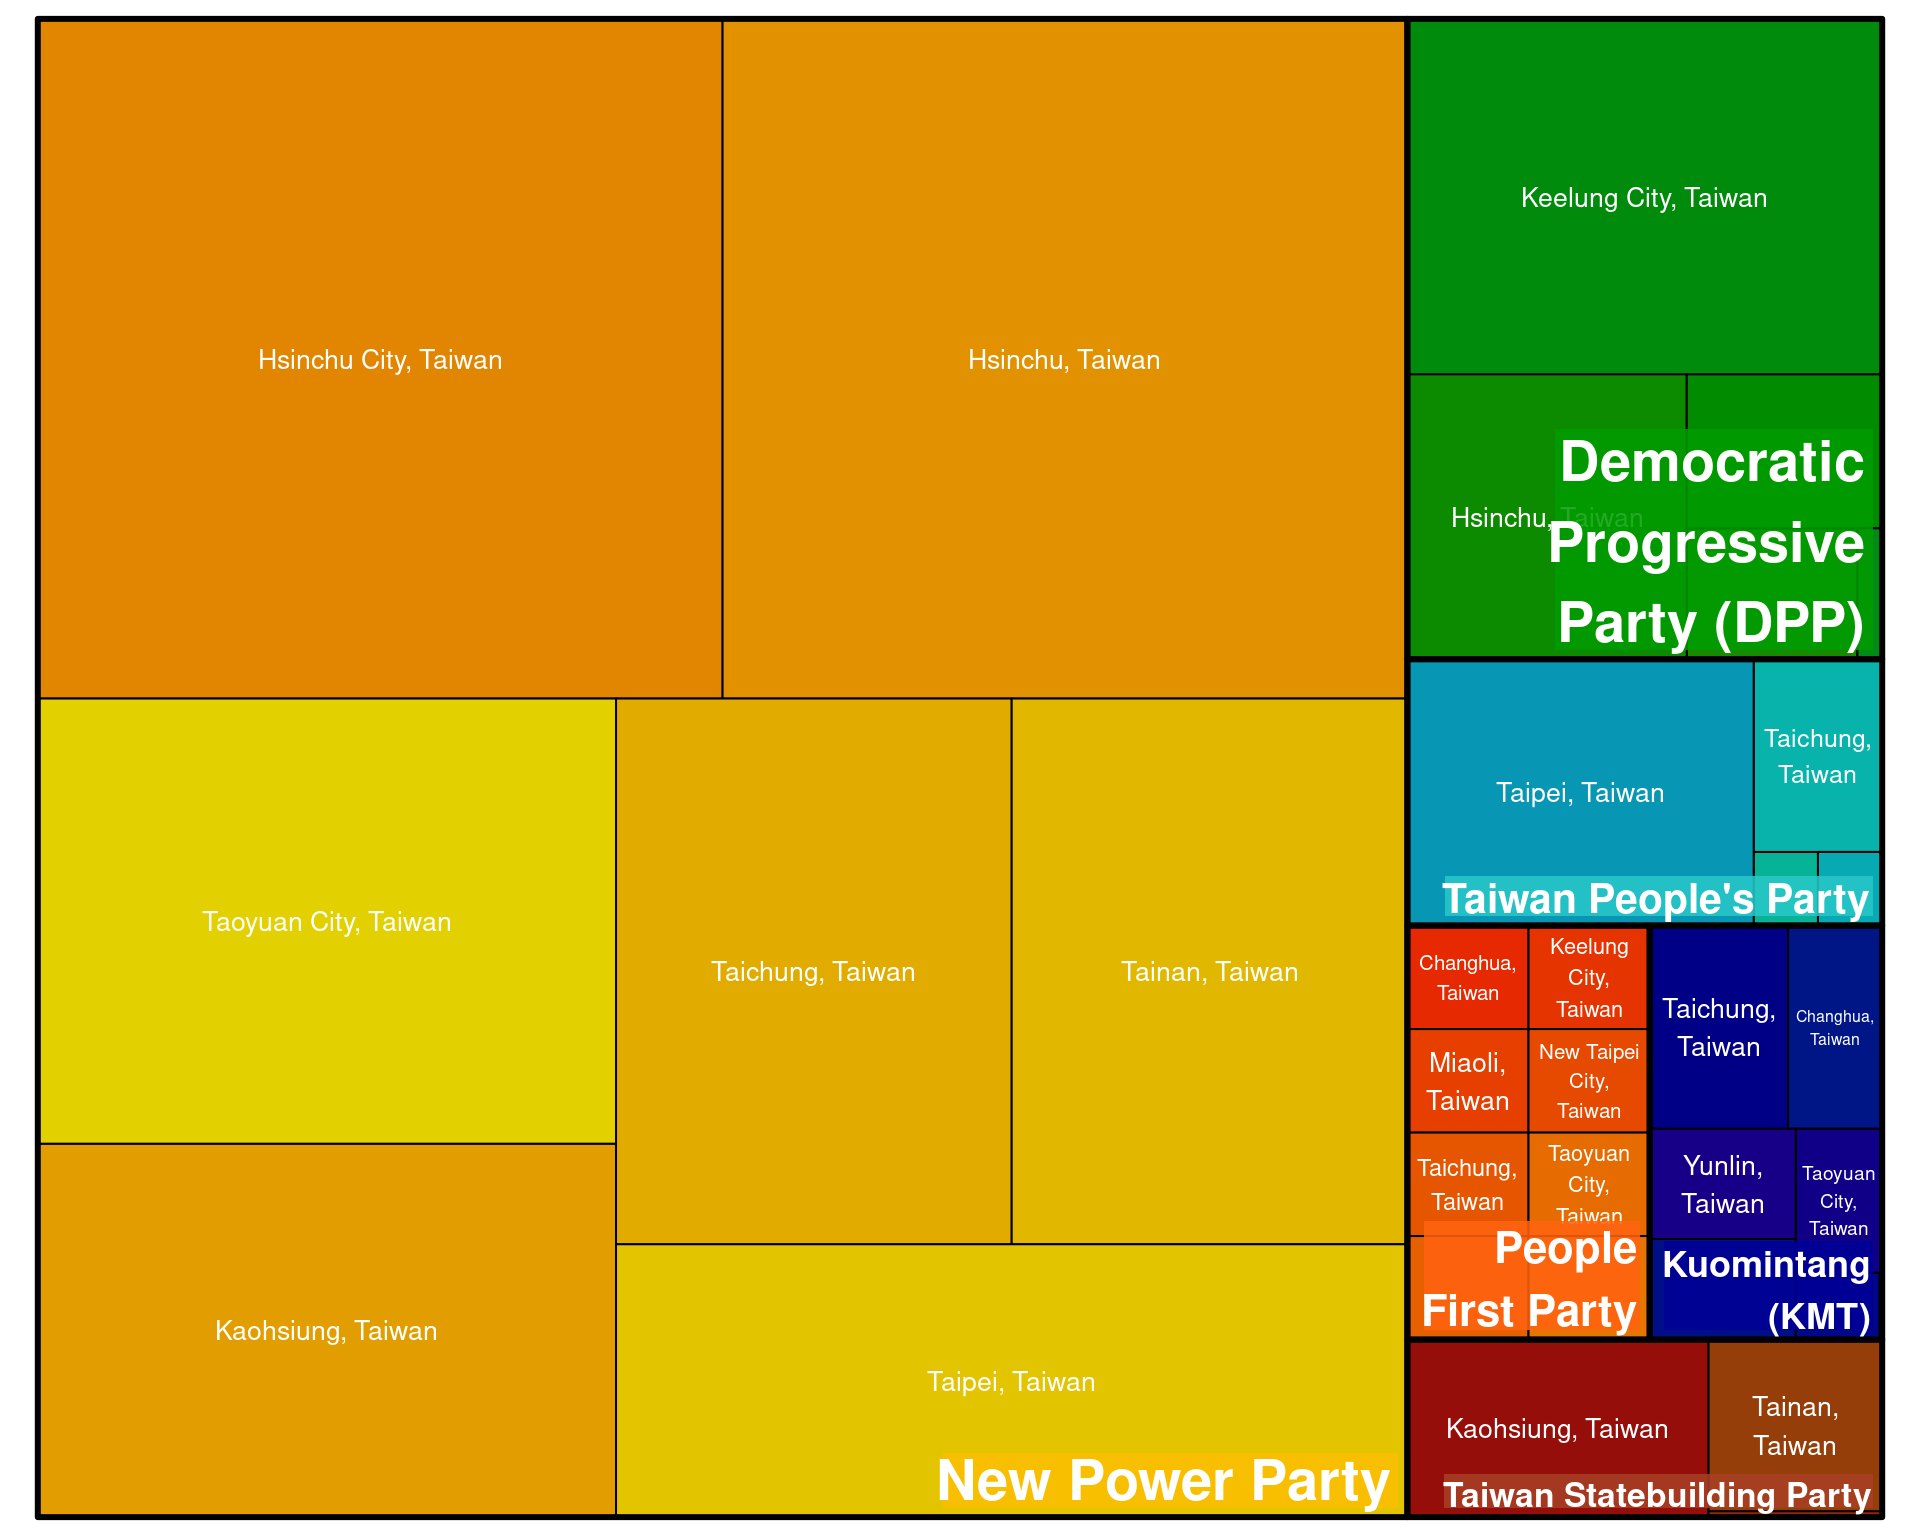 Hsinchu City, Taiwan
Hsinchu, Taiwan
Taoyuan City, Taiwan
Taichung, Taiwan
Tainan, Taiwan
Kaohsiung, Taiwan
Taipei, Taiwan
New Power Party
Keelung City, Taiwan
Hsinchu, Taiwan
Democratic
Progressive
Party (DPP)
Taipei, Taiwan
Taichung,
Taiwan
Taiwan People's Party
Changhua,
Taiwan
Keelung
City,
Taiwan
Miaoli,
Taiwan
New Taipei
City,
Taiwan
Taichung,
Taiwan
Taoyuan
City,
Taiwan
People
First Party
Taichung,
Taiwan
Changhua,
Taiwan
Yunlin,
Taiwan
Taoyuan
City,
Taiwan
Kuomintang
(KMT)
Kaohsiung, Taiwan
Tainan,
Taiwan
Taiwan Statebuilding Party